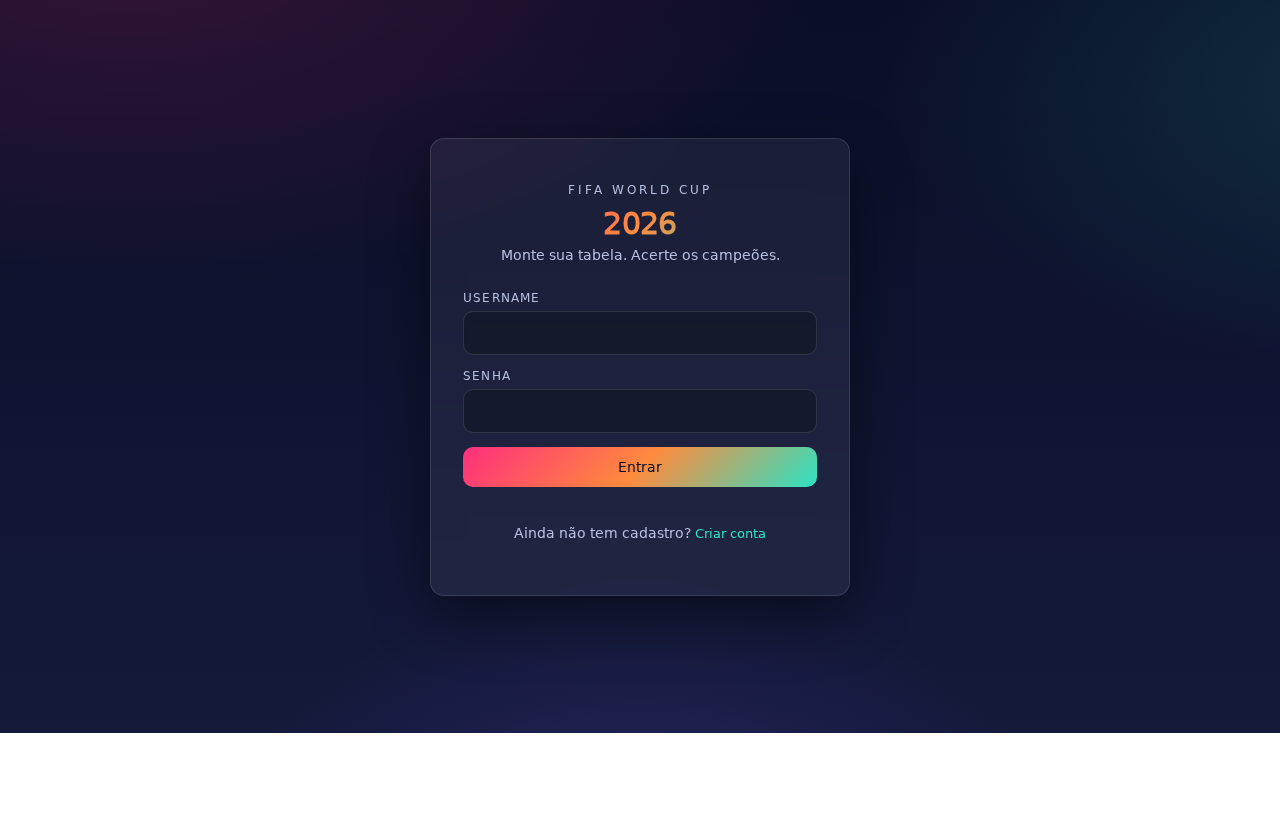 FIFA WORLD CUP
2026
Monte sua tabela. Acerte os campeões.
USERNAME
SENHA
Entrar
Ainda não tem cadastro? Criar conta